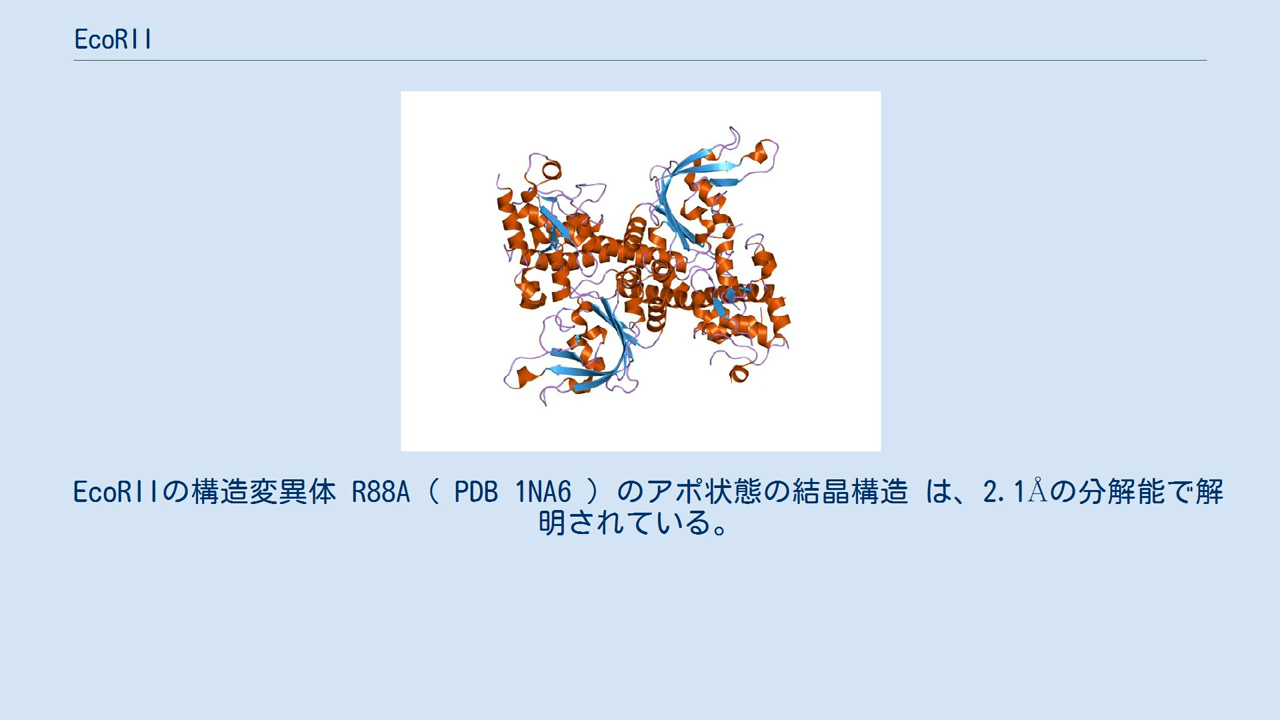 EcoRII
EcoRIIの構造変異体 R88A ( PDB 1NA6 ) のアポ状態の結晶構造 は、2.1Åの分解能で解
明されている。